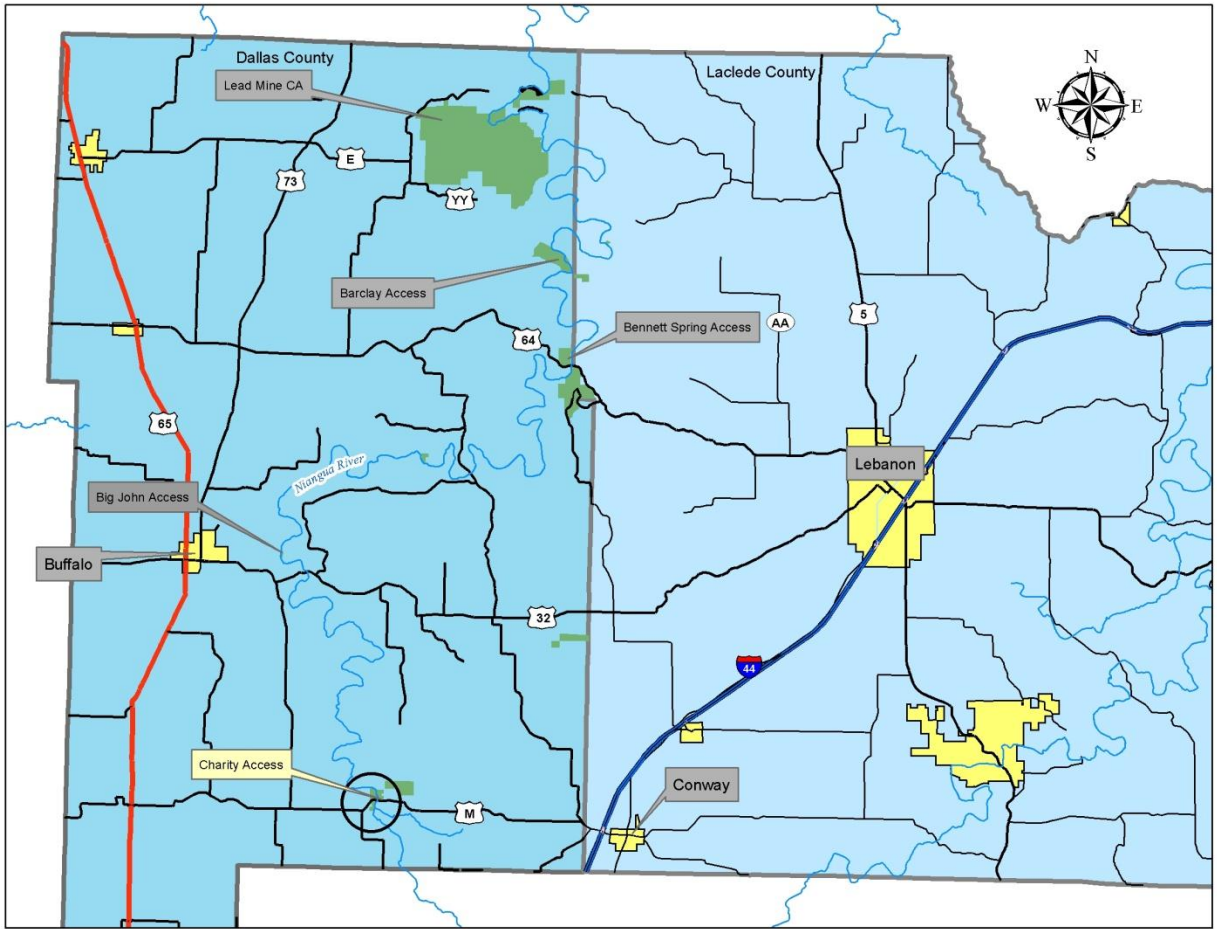 Dallas County
Laclede County
Lead Mine CA
N
W
E
S
E
73
YY
Barclay Access
Bennett Spring Access
AA
5
64
65
Niangua River
Lebanon
Big John Access
Buffalo
32
44
Charity Access
Conway
M